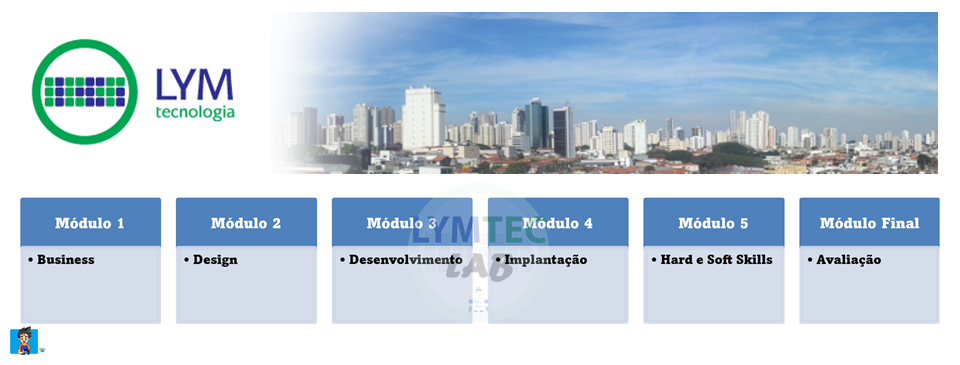 LYM
tecnologia
Módulo 1
Módulo 2
Módulo 3
Módulo 4
Módulo 5
Módulo Final
LYMTEC
LAB
• Business
• Design
• Desenvolvimento
• Implantação
• Hard e Soft Skills
• Avaliação